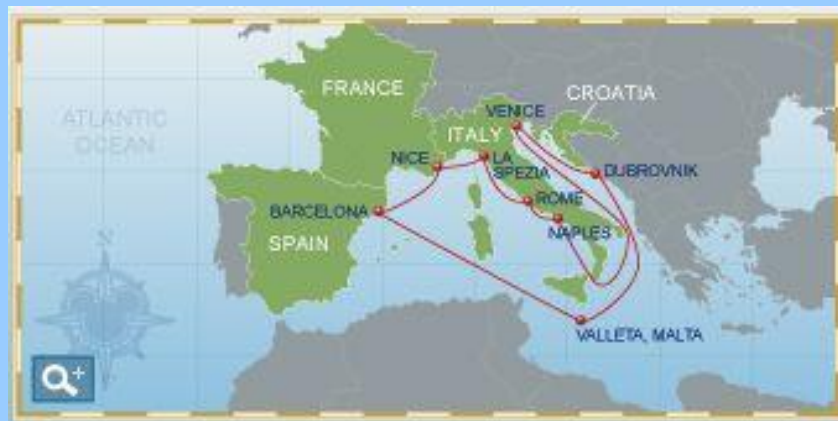 FRANCE
ATLANTIC
OCEAN
CROATIA
VENICE
ITALY
NICE
LA
SPEZIA
DUBROVNIK
ROME
BARCELONA
NAPLES
SPAIN
N
VALLETA, MALTA